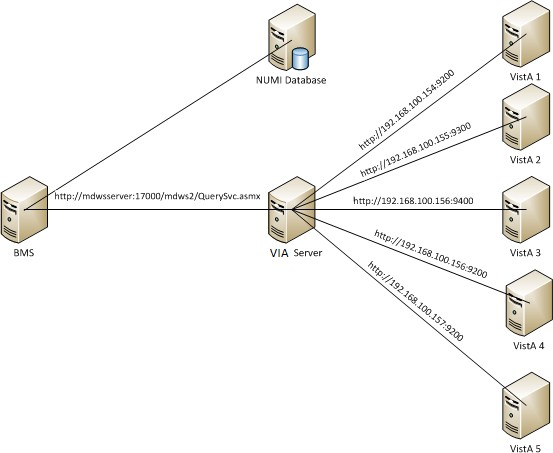 NUMI Database
VistA 1
http://192.168.100.154:9200
VistA 2
http://192.168.100.155:9300
http://mdwsserver:17000/mdws2/QuerySvc.asmx
http://192.168.100.156:9400
BMS
VIA Server
VistA 3
http://192.168.100.156:9200
VistA 4
http://192.168.100.157:9200
VistA 5